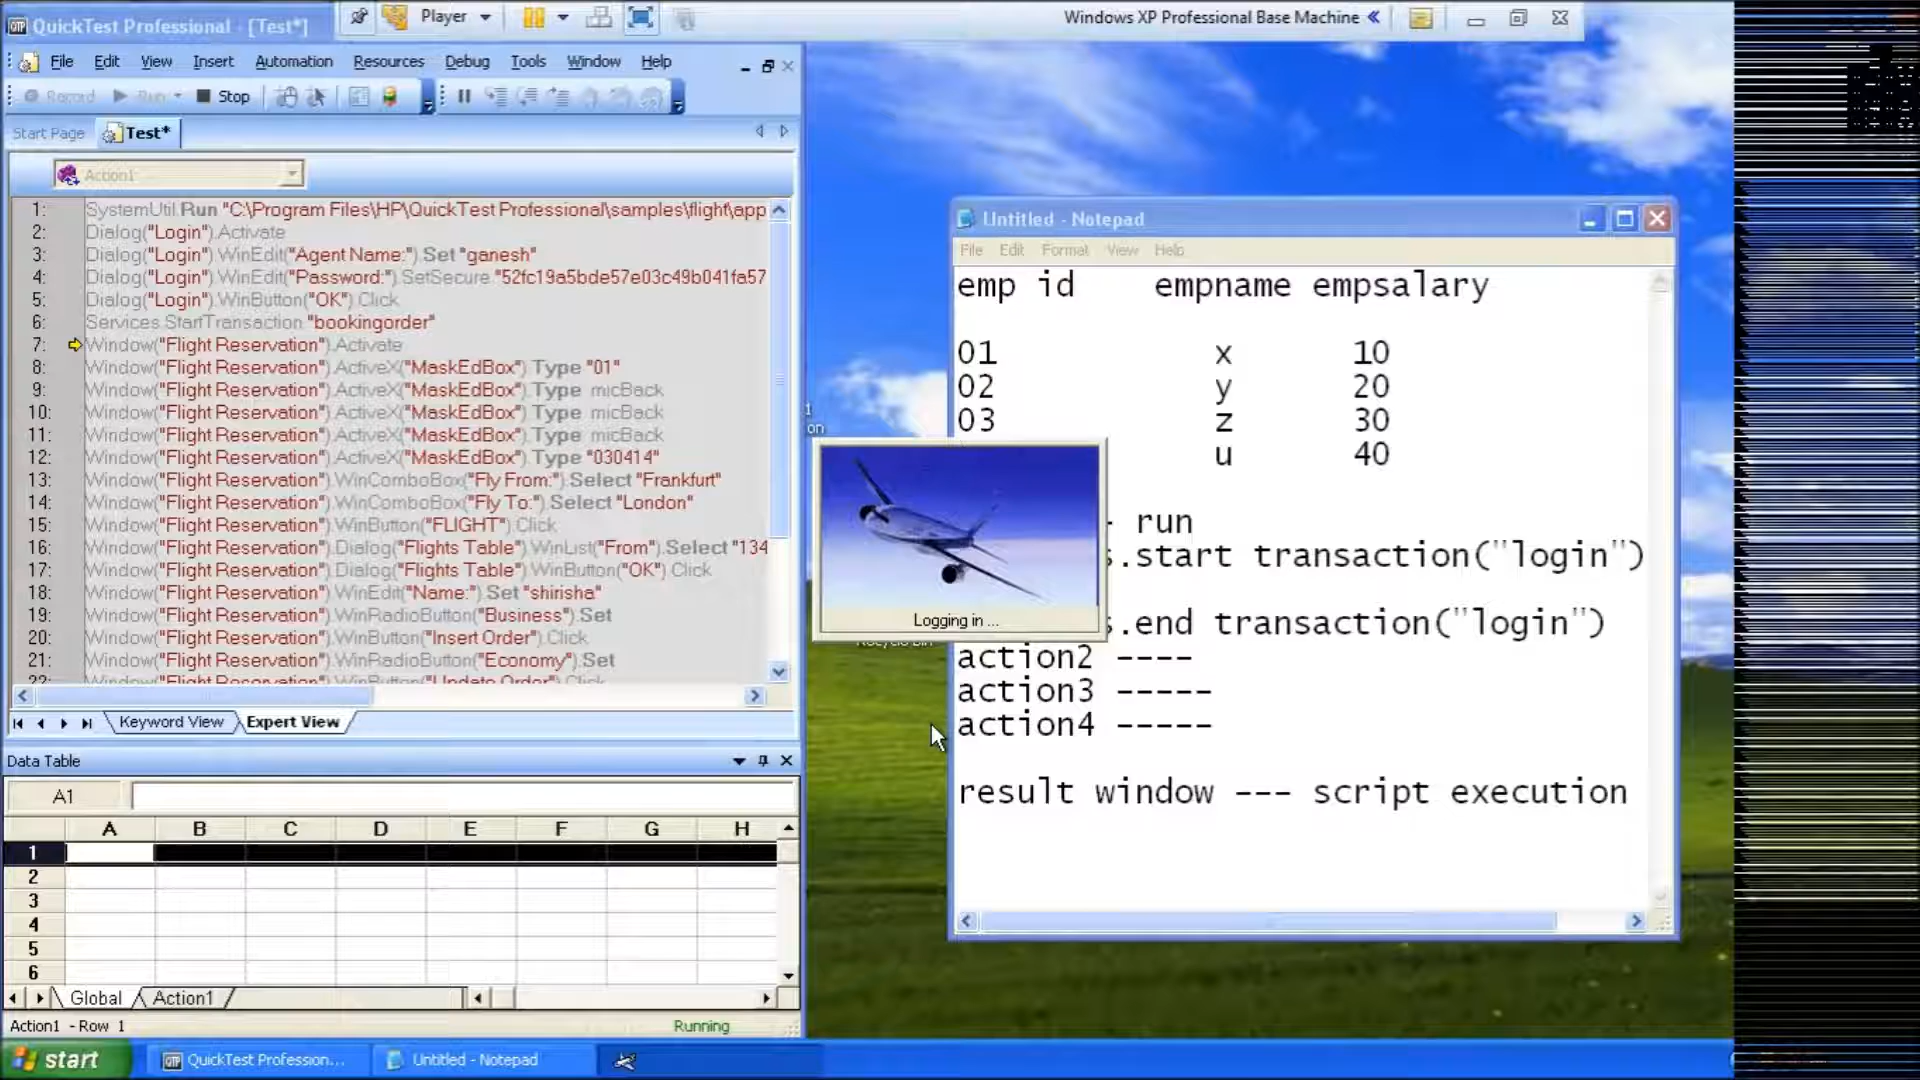 QuickTest Professional - [Test*]
Player
Windows XP Professional Base Machine
File Edit View Insert Automation Resources Debug Tools Window Help
Record Run Stop
Start Page Test*
Action1
1: SystemUtil.Run "C:\Program Files\HP\QuickTest Professional\samples\flight\app
2: Dialog("Login").Activate
3: Dialog("Login").WinEdit("Agent Name:").Set "ganesh"
4: Dialog("Login").WinEdit("Password:").SetSecure "52fc19a5bde57e03c49b041fa57
5: Dialog("Login").WinButton("OK").Click
6: Services.StartTransaction "bookingorder"
7: Window("Flight Reservation").Activate
8: Window("Flight Reservation").ActiveX("MaskEdBox").Type "01"
9: Window("Flight Reservation").ActiveX("MaskEdBox").Type micBack
10: Window("Flight Reservation").ActiveX("MaskEdBox").Type micBack
11: Window("Flight Reservation").ActiveX("MaskEdBox").Type micBack
12: Window("Flight Reservation").ActiveX("MaskEdBox").Type "030414"
13: Window("Flight Reservation").WinComboBox("Fly From:").Select "Frankfurt"
14: Window("Flight Reservation").WinComboBox("Fly To:").Select "London"
15: Window("Flight Reservation").WinButton("FLIGHT").Click
16: Window("Flight Reservation").Dialog("Flights Table").WinList("From").Select "134
17: Window("Flight Reservation").Dialog("Flights Table").WinButton("OK").Click
18: Window("Flight Reservation").WinEdit("Name:").Set "shirisha"
19: Window("Flight Reservation").WinRadioButton("Business").Set
20: Window("Flight Reservation").WinButton("Insert Order").Click
21: Window("Flight Reservation").WinRadioButton("Economy").Set
22: Window("Flight Reservation").WinButton("Update Order").Click
Keyword View Expert View
Data Table
A1
A B C D E F G H
1
2
3
4
5
6
Global Action1
Action1 - Row 1 Running
1
on
Logging in ...
Untitled - Notepad
File Edit Format View Help
emp id empname empsalary
01 x 10
02 y 20
03 z 30
u 40
- run
s.start transaction("login")
s.end transaction("login")
action2 ----
action3 -----
action4 -----
result window --- script execution
start QuickTest Profession... Untitled - Notepad